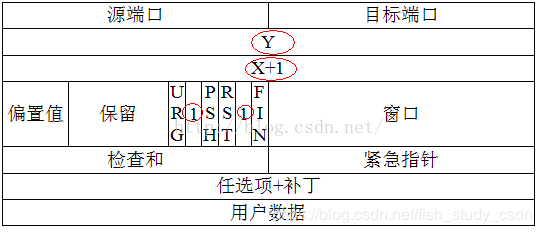 源端口 目标端口
Y
X+1
偏置值 保留 URG 1 PSH RST 1 FIN 窗口
http://blog.csdn.net/
检查和 紧急指针
任选项+补丁
用户数据
https://blog.csdn.net/fish_study_csdn